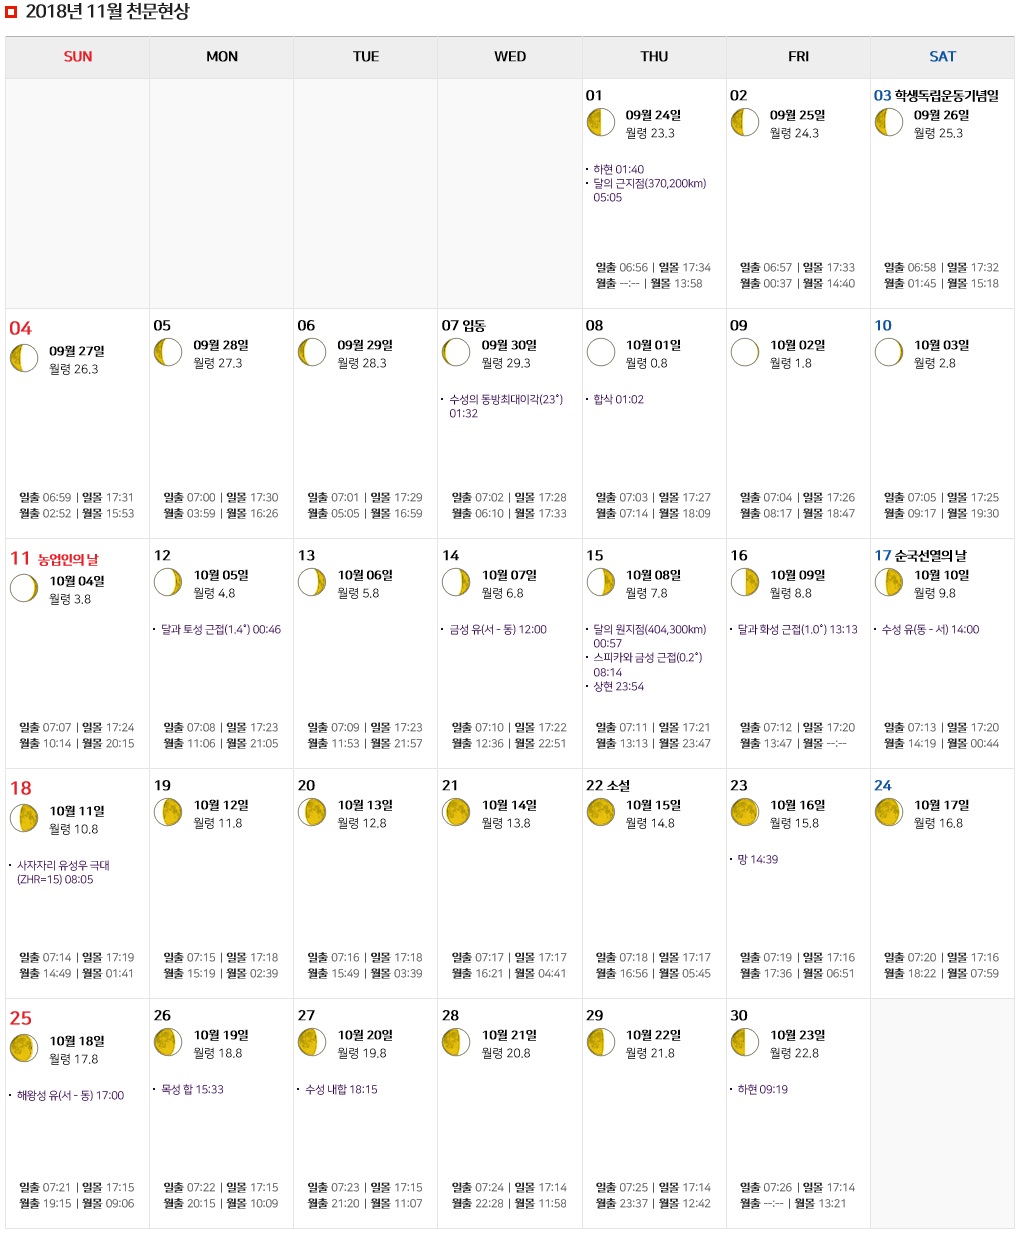 2018년 11월 천문현상
SUN MON TUE WED THU FRI SAT
01
09월 24일
월령 23.3
하현 01:40
달의 근지점(370,200km)
05:05
일출 06:56 | 일몰 17:34
월출 --:-- | 월몰 13:58
02
09월 25일
월령 24.3
일출 06:57 | 일몰 17:33
월출 00:37 | 월몰 14:40
03 학생독립운동기념일
09월 26일
월령 25.3
일출 06:58 | 일몰 17:32
월출 01:45 | 월몰 15:18
04
09월 27일
월령 26.3
일출 06:59 | 일몰 17:31
월출 02:52 | 월몰 15:53
05
09월 28일
월령 27.3
일출 07:00 | 일몰 17:30
월출 03:59 | 월몰 16:26
06
09월 29일
월령 28.3
일출 07:01 | 일몰 17:29
월출 05:05 | 월몰 16:59
07 입동
09월 30일
월령 29.3
수성의 동방최대이각(23˚)
01:32
일출 07:02 | 일몰 17:28
월출 06:10 | 월몰 17:33
08
10월 01일
월령 0.8
합삭 01:02
일출 07:03 | 일몰 17:27
월출 07:14 | 월몰 18:09
09
10월 02일
월령 1.8
일출 07:04 | 일몰 17:26
월출 08:17 | 월몰 18:47
10
10월 03일
월령 2.8
일출 07:05 | 일몰 17:25
월출 09:17 | 월몰 19:30
11 농업인의 날
10월 04일
월령 3.8
일출 07:07 | 일몰 17:24
월출 10:14 | 월몰 20:15
12
10월 05일
월령 4.8
달과 토성 근접(1.4˚) 00:46
일출 07:08 | 일몰 17:23
월출 11:06 | 월몰 21:05
13
10월 06일
월령 5.8
일출 07:09 | 일몰 17:23
월출 11:53 | 월몰 21:57
14
10월 07일
월령 6.8
금성 유(서 - 동) 12:00
일출 07:10 | 일몰 17:22
월출 12:36 | 월몰 22:51
15
10월 08일
월령 7.8
달의 원지점(404,300km)
00:57
스피카와 금성 근접(0.2˚)
08:14
상현 23:54
일출 07:11 | 일몰 17:21
월출 13:13 | 월몰 23:47
16
10월 09일
월령 8.8
달과 화성 근접(1.0˚) 13:13
일출 07:12 | 일몰 17:20
월출 13:47 | 월몰 --:--
17 순국선열의 날
10월 10일
월령 9.8
수성 유(동 - 서) 14:00
일출 07:13 | 일몰 17:20
월출 14:19 | 월몰 00:44
18
10월 11일
월령 10.8
사자자리 유성우 극대
(ZHR=15) 08:05
일출 07:14 | 일몰 17:19
월출 14:49 | 월몰 01:41
19
10월 12일
월령 11.8
일출 07:15 | 일몰 17:18
월출 15:19 | 월몰 02:39
20
10월 13일
월령 12.8
일출 07:16 | 일몰 17:18
월출 15:49 | 월몰 03:39
21
10월 14일
월령 13.8
일출 07:17 | 일몰 17:17
월출 16:21 | 월몰 04:41
22 소설
10월 15일
월령 14.8
일출 07:18 | 일몰 17:17
월출 16:56 | 월몰 05:45
23
10월 16일
월령 15.8
망 14:39
일출 07:19 | 일몰 17:16
월출 17:36 | 월몰 06:51
24
10월 17일
월령 16.8
일출 07:20 | 일몰 17:16
월출 18:22 | 월몰 07:59
25
10월 18일
월령 17.8
해왕성 유(서 - 동) 17:00
일출 07:21 | 일몰 17:15
월출 19:15 | 월몰 09:06
26
10월 19일
월령 18.8
목성 합 15:33
일출 07:22 | 일몰 17:15
월출 20:15 | 월몰 10:09
27
10월 20일
월령 19.8
수성 내합 18:15
일출 07:23 | 일몰 17:15
월출 21:20 | 월몰 11:07
28
10월 21일
월령 20.8
일출 07:24 | 일몰 17:14
월출 22:28 | 월몰 11:58
29
10월 22일
월령 21.8
일출 07:25 | 일몰 17:14
월출 23:37 | 월몰 12:42
30
10월 23일
월령 22.8
하현 09:19
일출 07:26 | 일몰 17:14
월출 --:-- | 월몰 13:21